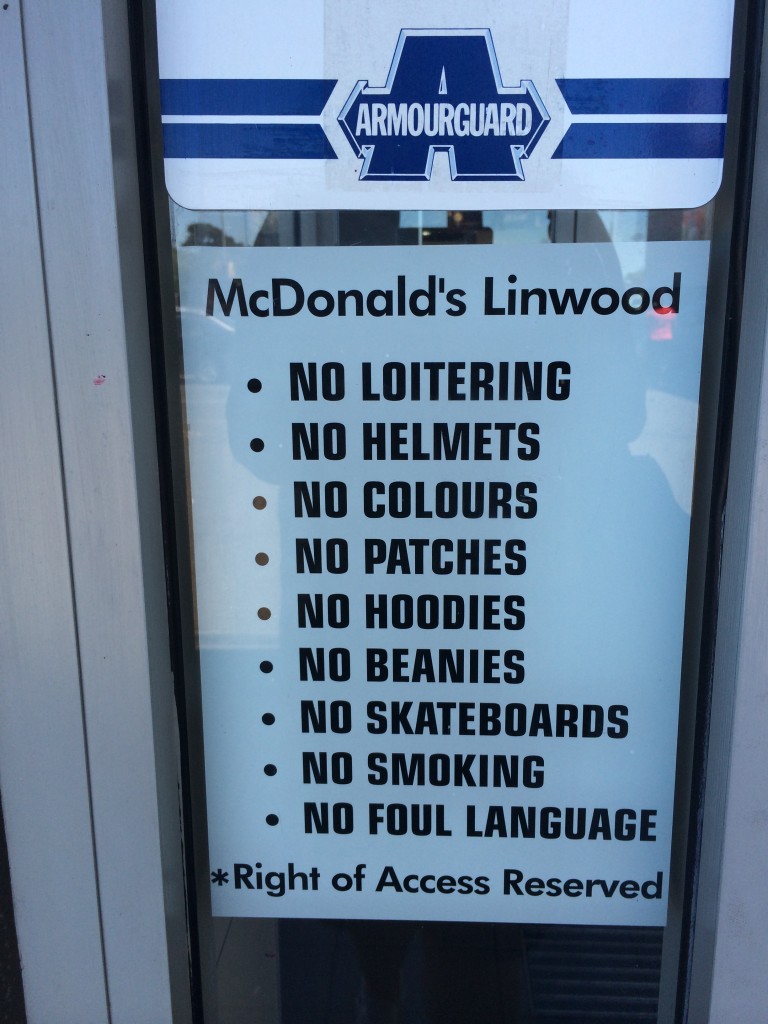 ARMOURGUARD
McDonald's Linwood
• NO LOITERING
• NO HELMETS
• NO COLOURS
• NO PATCHES
• NO HOODIES
• NO BEANIES
• NO SKATEBOARDS
• NO SMOKING
• NO FOUL LANGUAGE
*Right of Access Reserved